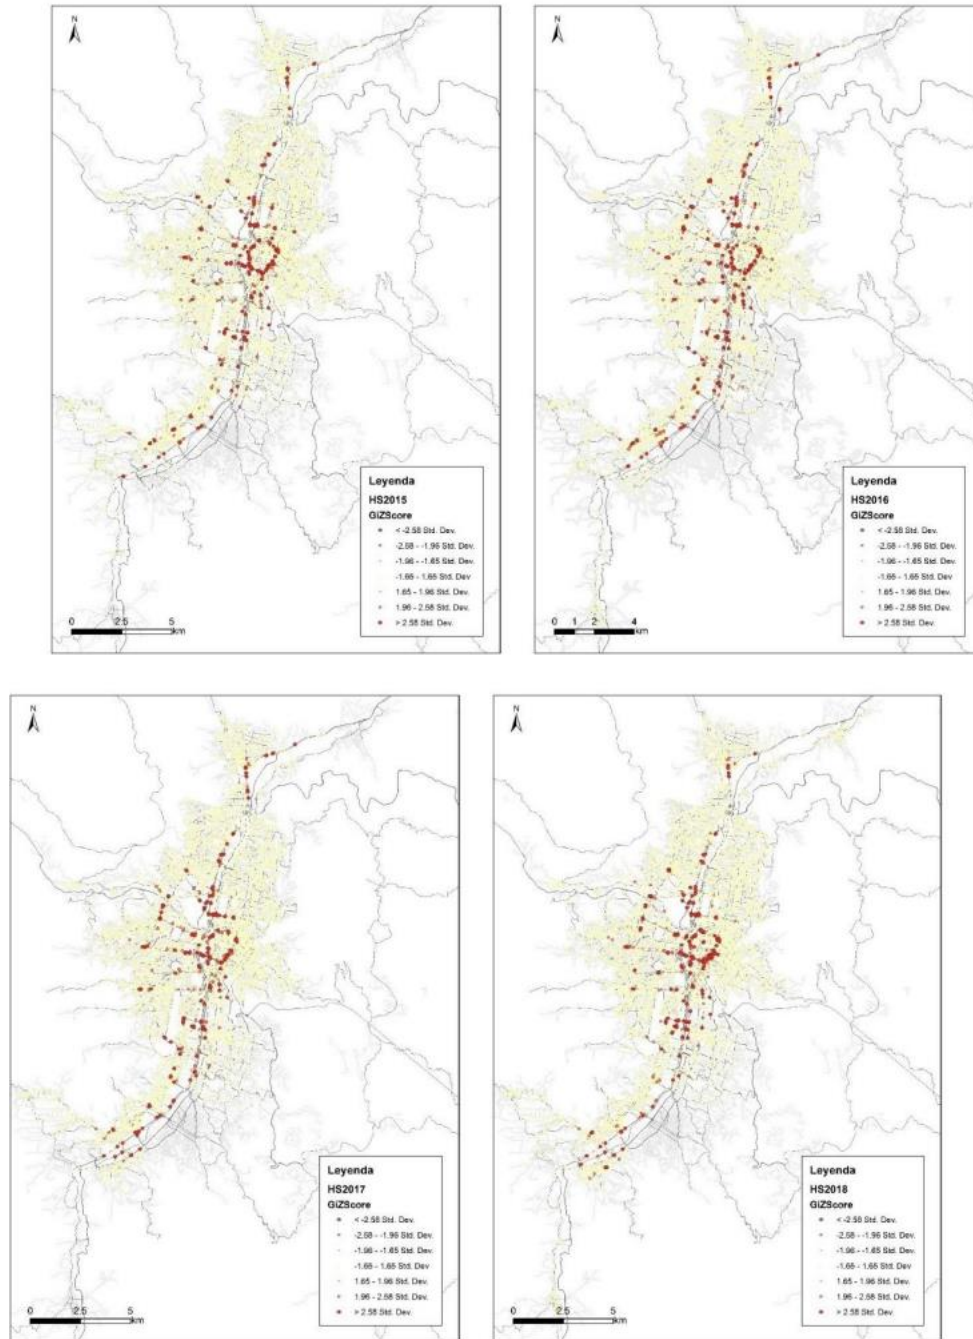 N
N
Leyenda
HS2015
GiZScore
< -2.58 Std. Dev.
-2.58 - -1.96 Std. Dev.
-1.96 - -1.65 Std. Dev.
-1.65 - 1.65 Std. Dev
1.65 - 1.96 Std. Dev.
1.96 - 2.58 Std. Dev.
> 2.58 Std. Dev.
0 2.5 5
km
Leyenda
HS2016
GiZScore
< -2.58 Std. Dev.
-2.58 - -1.96 Std. Dev.
-1.96 - -1.65 Std. Dev.
-1.65 - 1.65 Std. Dev
1.65 - 1.96 Std. Dev.
1.96 - 2.58 Std. Dev.
> 2.58 Std. Dev.
0 1 2 4
km
N
N
Leyenda
HS2017
GiZScore
< -2.58 Std. Dev.
-2.58 - -1.96 Std. Dev.
-1.96 - -1.65 Std. Dev.
-1.65 - 1.65 Std. Dev
1.65 - 1.96 Std. Dev.
1.96 - 2.58 Std. Dev.
> 2.58 Std. Dev.
0 2.5 5
km
Leyenda
HS2018
GiZScore
< -2.58 Std. Dev.
-2.58 - -1.96 Std. Dev.
-1.96 - -1.65 Std. Dev.
-1.65 - 1.65 Std. Dev
1.65 - 1.96 Std. Dev.
1.96 - 2.58 Std. Dev.
> 2.58 Std. Dev.
0 2.5 5
km